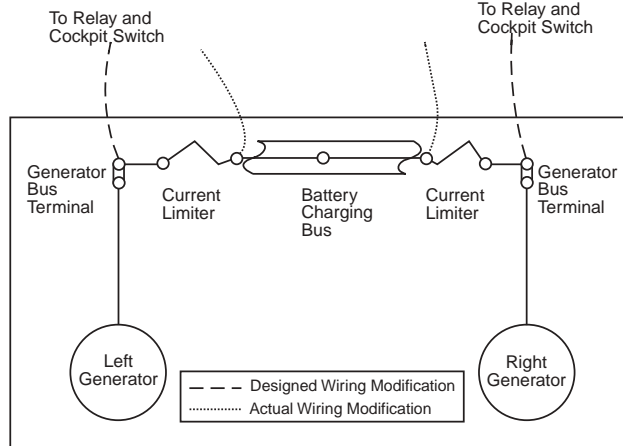 To Relay and
Cockpit Switch
To Relay and
Cockpit Switch
Generator
Bus
Terminal
Current
Limiter
Battery
Charging
Bus
Current
Limiter
Generator
Bus
Terminal
Left
Generator
Right
Generator
Designed Wiring Modification
Actual Wiring Modification